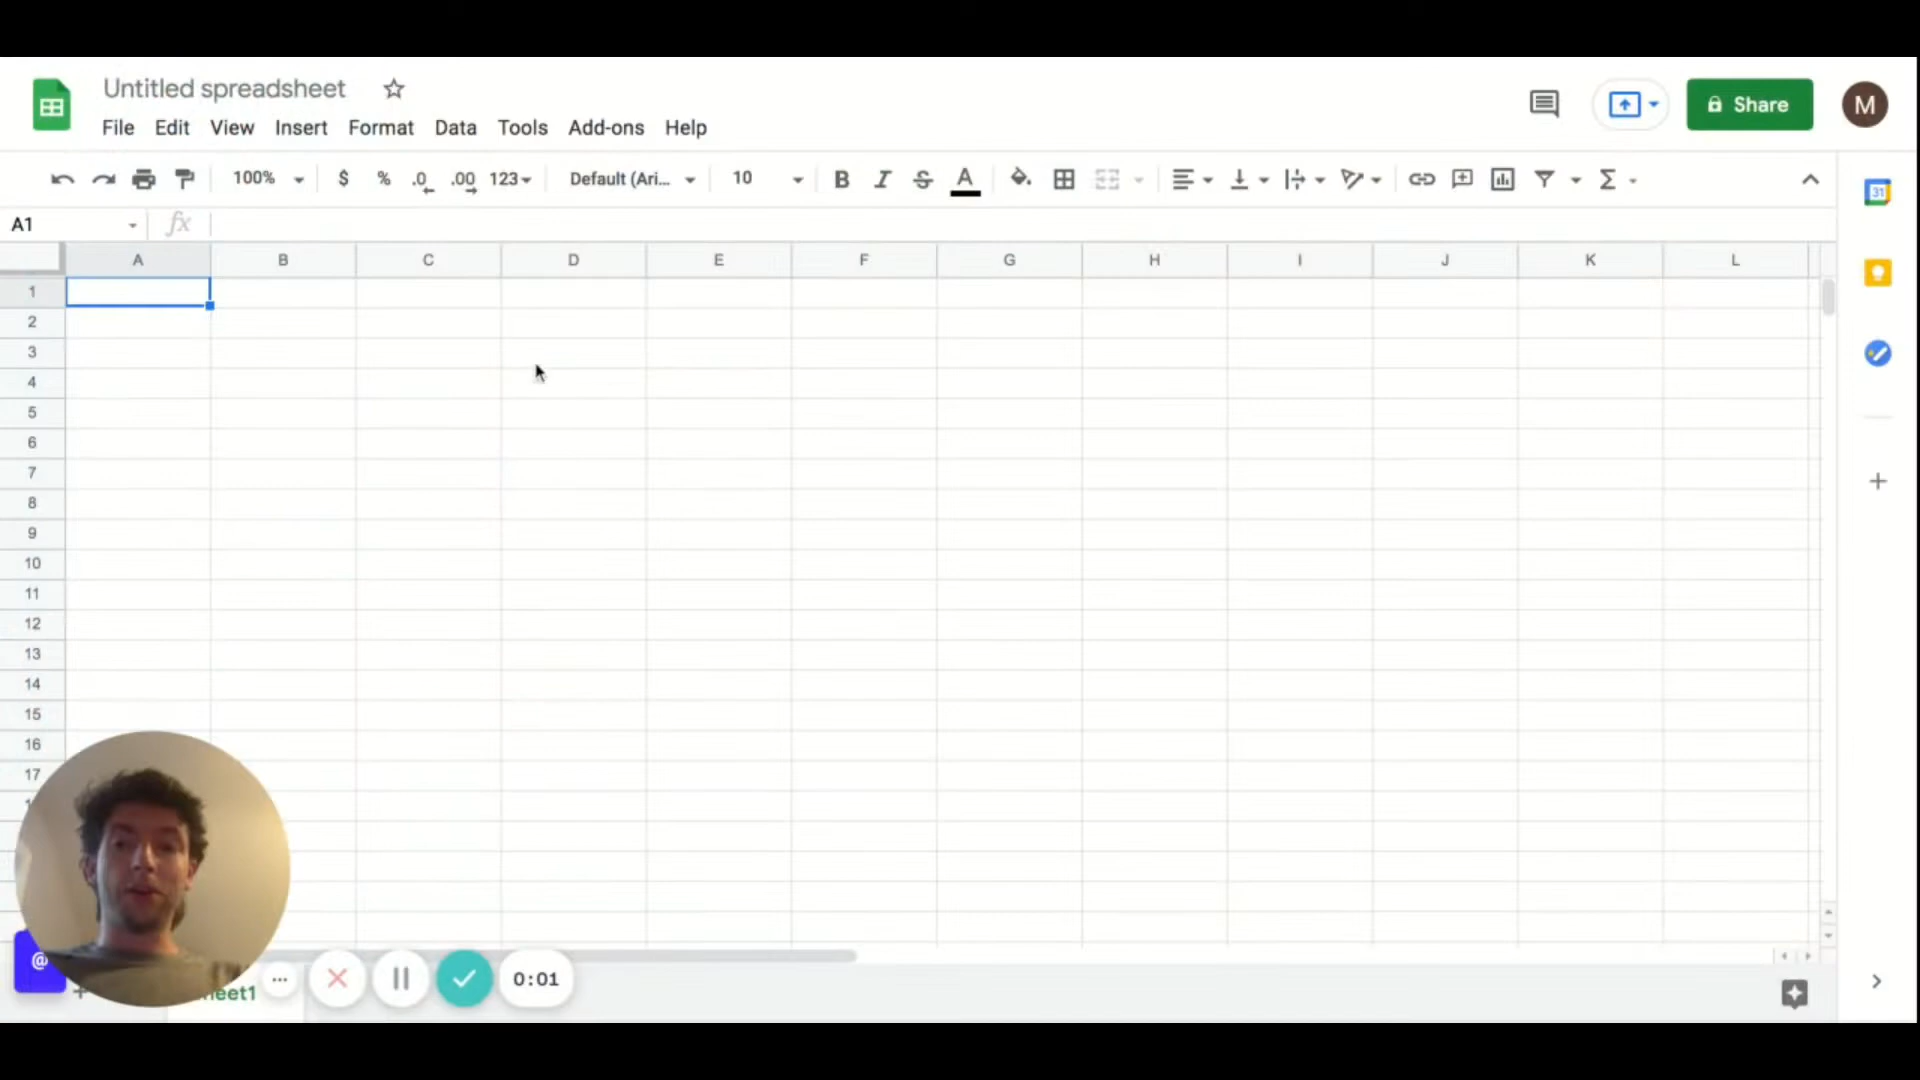 Untitled spreadsheet
File Edit View Insert Format Data Tools Add-ons Help
Share
M
100% $ % .0 .00 123 Default (Ari... 10 B I S A Σ
31
A1 fx
A B C D E F G H I J K L
1
2
3
4
5
6
7
8
9
10
11
12
13
14
15
16
17
@
+ ... 0:01